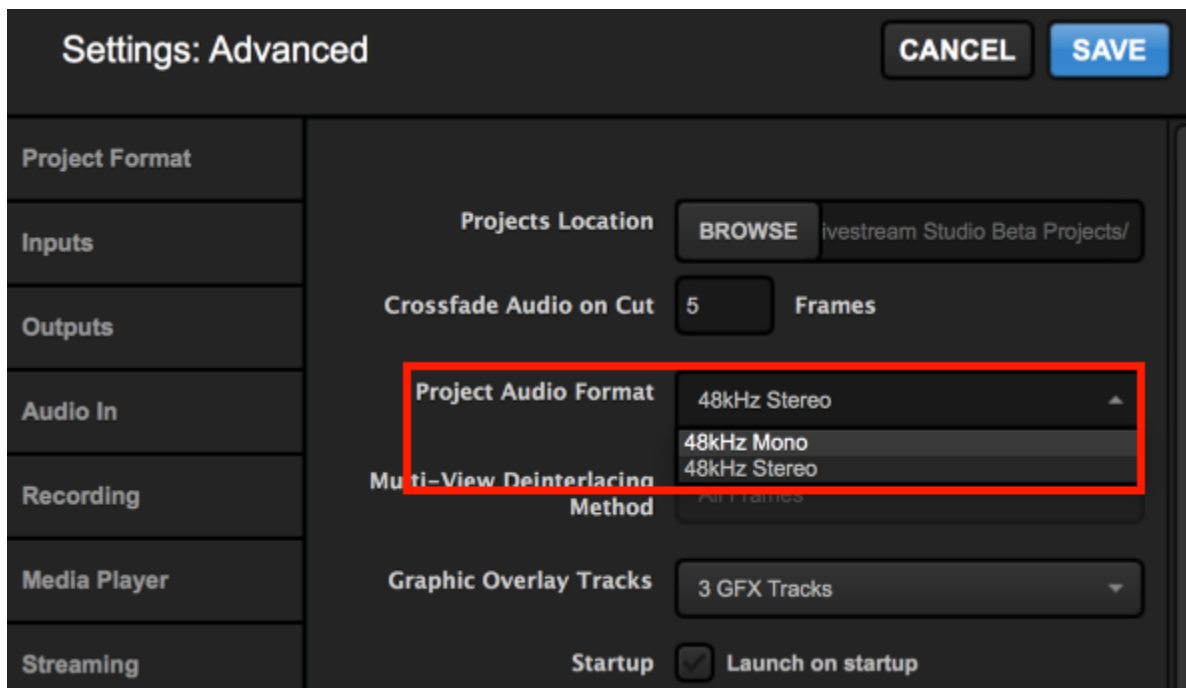 Settings: Advanced
CANCEL
SAVE
Project Format
Inputs
Outputs
Audio In
Recording
Media Player
Streaming
Projects Location
BROWSE
ivestream Studio Beta Projects/
Crossfade Audio on Cut
5
Frames
Project Audio Format
48kHz Stereo
48kHz Mono
48kHz Stereo
Multi-View Deinterlacing
Method
All Frames
Graphic Overlay Tracks
3 GFX Tracks
Startup
Launch on startup